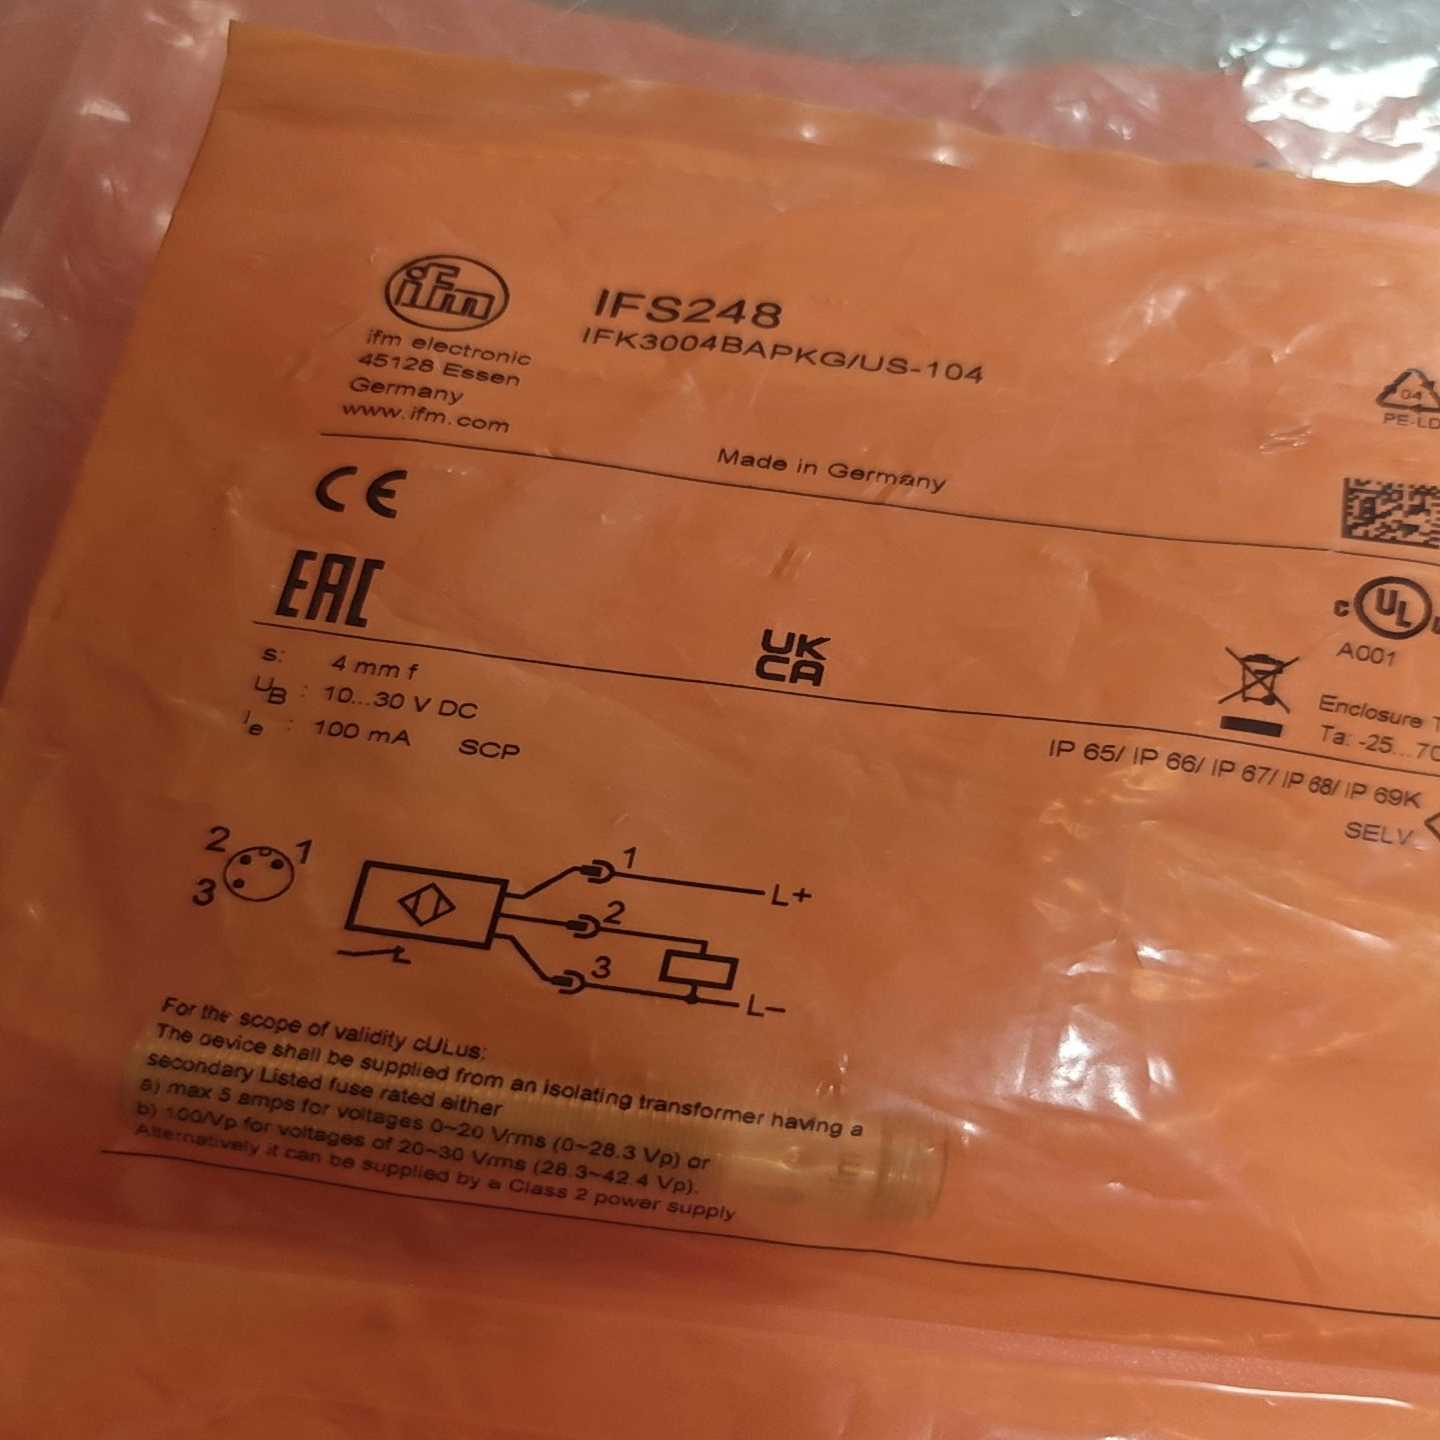 ifm
ifm electronic
45128 Essen
Germany
www.ifm.com
IFS248
IFK3004BAPKG/US-104
04
PE-LD
Made in Germany
CE
EAC
UK
CA
c UL
A001
Enclosure
Ta: -25...70
s: 4 mm f
UB : 10...30 V DC
Ie : 100 mA SCP
IP 65/ IP 66/ IP 67/ IP 68/ IP 69K
SELV
2 1
3
1 L+
2
3 L−
For the scope of validity cULus:
The device shall be supplied from an isolating transformer having a
secondary Listed fuse rated either
a) max 5 amps for voltages 0~20 Vrms (0~28.3 Vp) or
b) 100/Vp for voltages of 20~30 Vrms (28.3~42.4 Vp).
Alternatively it can be supplied by a Class 2 power supply